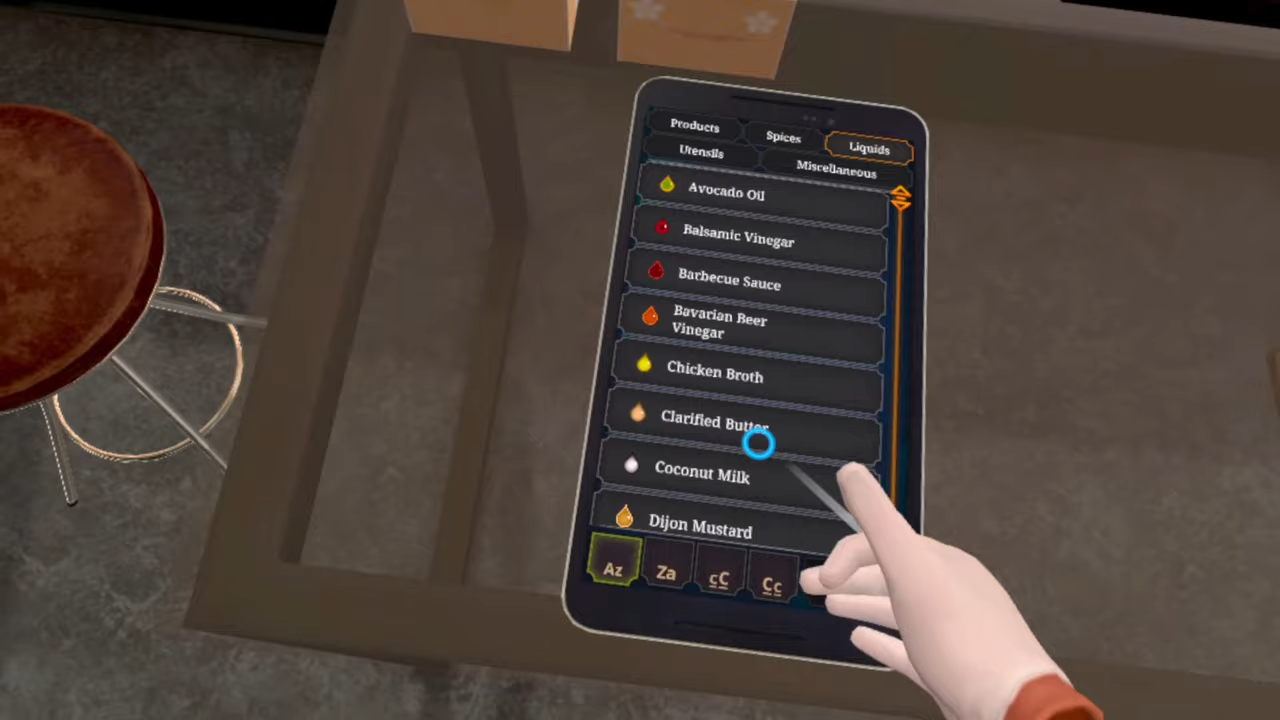 Products
Spices
Liquids
Utensils
Miscellaneous
Avocado Oil
Balsamic Vinegar
Barbecue Sauce
Bavarian Beer
Vinegar
Chicken Broth
Clarified Butter
Coconut Milk
Dijon Mustard
Az
Za
cC
Cc